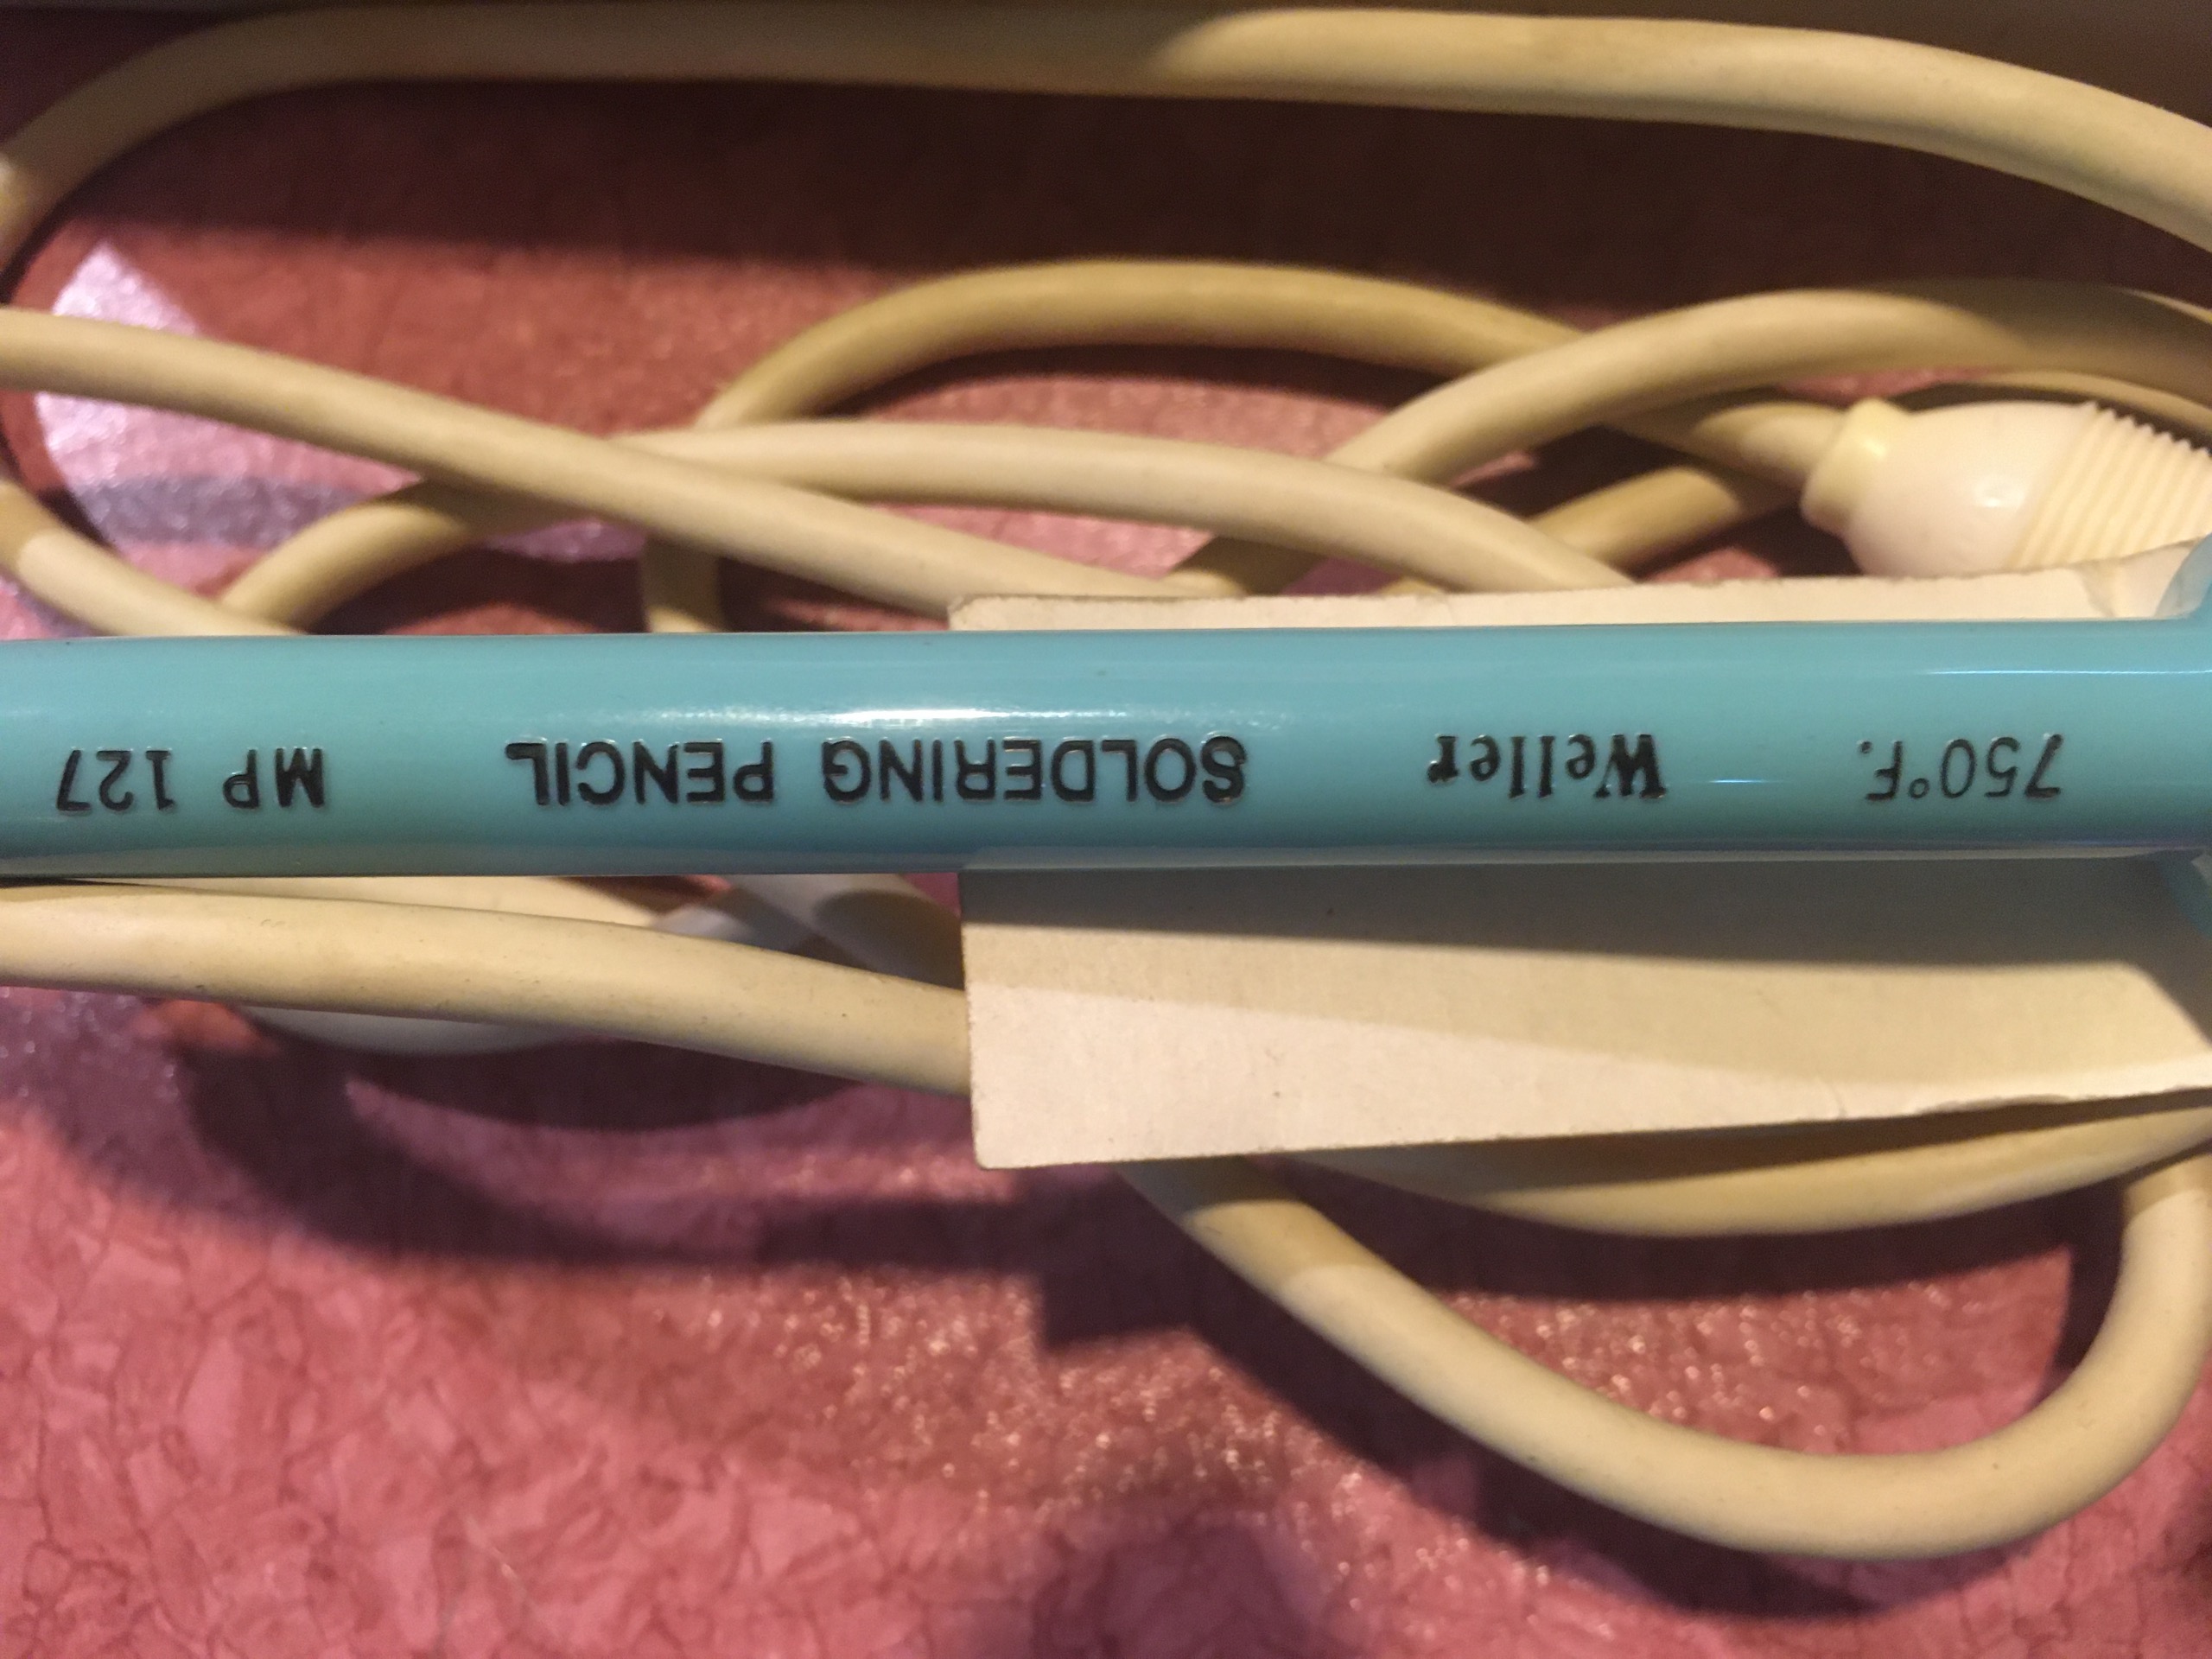 750°F. Weller SOLDERING PENCIL MP 127